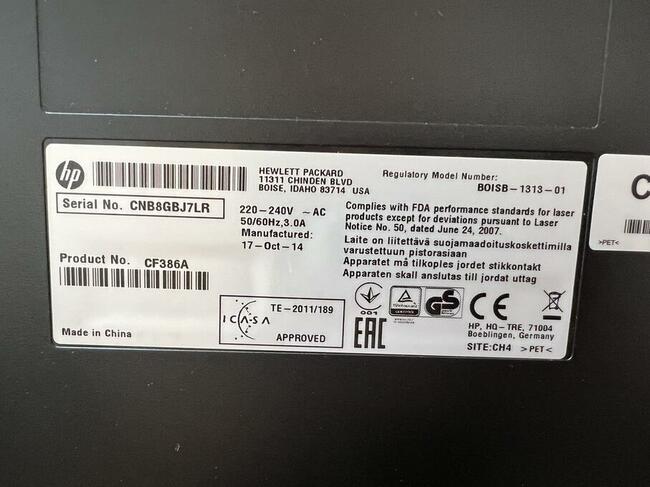 hp
HEWLETT PACKARD
11311 CHINDEN BLVD
BOISE, IDAHO 83714 USA
Serial No. CNB8GBJ7LR
220-240V ~ AC
50/60Hz,3.0A
Manufactured:
17-Oct-14
Product No. CF386A
Made in China
ICASA
TE-2011/189
APPROVED
Regulatory Model Number:
BOISB-1313-01
Complies with FDA performance standards for laser
products except for deviations pursuant to Laser
Notice No. 50, dated June 24, 2007.
Laite on liitettävä suojamaadoituskoskettimilla
varustettuun pistorasiaan
Apparatet må tilkoples jordet stikkontakt
Apparaten skall anslutas till jordat uttag
001
GS
CE
EAC
HP, HQ-TRE, 71004
Boeblingen, Germany
SITE:CH4 >PET<
C
>PET<